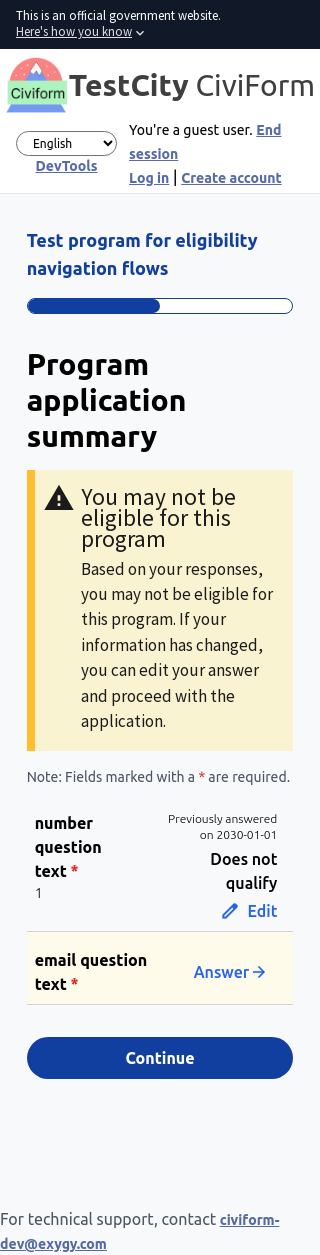 This is an official government website.
Here's how you know
Civiform
TestCity CiviForm
English
DevTools
You're a guest user. End
session
Log in | Create account
Test program for eligibility
navigation flows
Program
application
summary
You may not be
eligible for this
program
Based on your responses,
you may not be eligible for
this program. If your
information has changed,
you can edit your answer
and proceed with the
application.
Note: Fields marked with a * are required.
number
question
text *
1
Previously answered
on 2030-01-01
Does not
qualify
Edit
email question
text *
Answer
Continue
For technical support, contact civiform-
dev@exygy.com